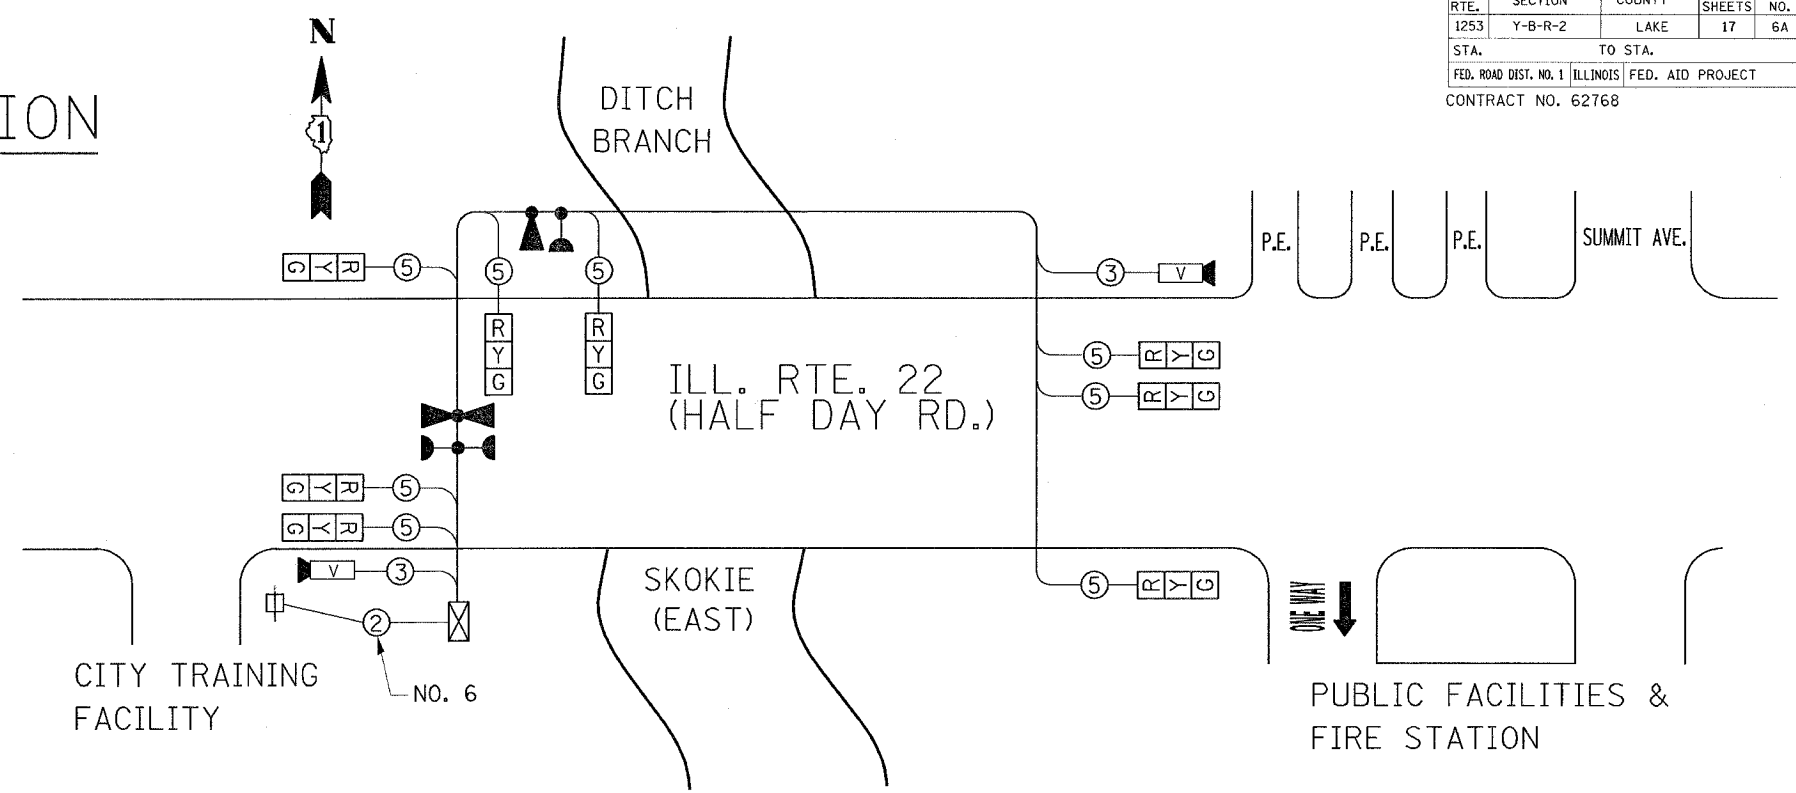 RTE. SECTION COUNTY SHEETS NO.
1253 Y-B-R-2 LAKE 17 6A
STA. TO STA.
FED. ROAD DIST. NO. 1 ILLINOIS FED. AID PROJECT
CONTRACT NO. 62768
ION
N
1
DITCH
BRANCH
P.E. P.E. P.E. SUMMIT AVE.
R Y G 5
5
R
Y
G
5
R
Y
G
3 V
5 R Y G
5 R Y G
ILL. RTE. 22
(HALF DAY RD.)
R Y G 5
R Y G 5
V 3
2
NO. 6
SKOKIE
(EAST)
5 R Y G
ONE WAY
CITY TRAINING
FACILITY
PUBLIC FACILITIES &
FIRE STATION